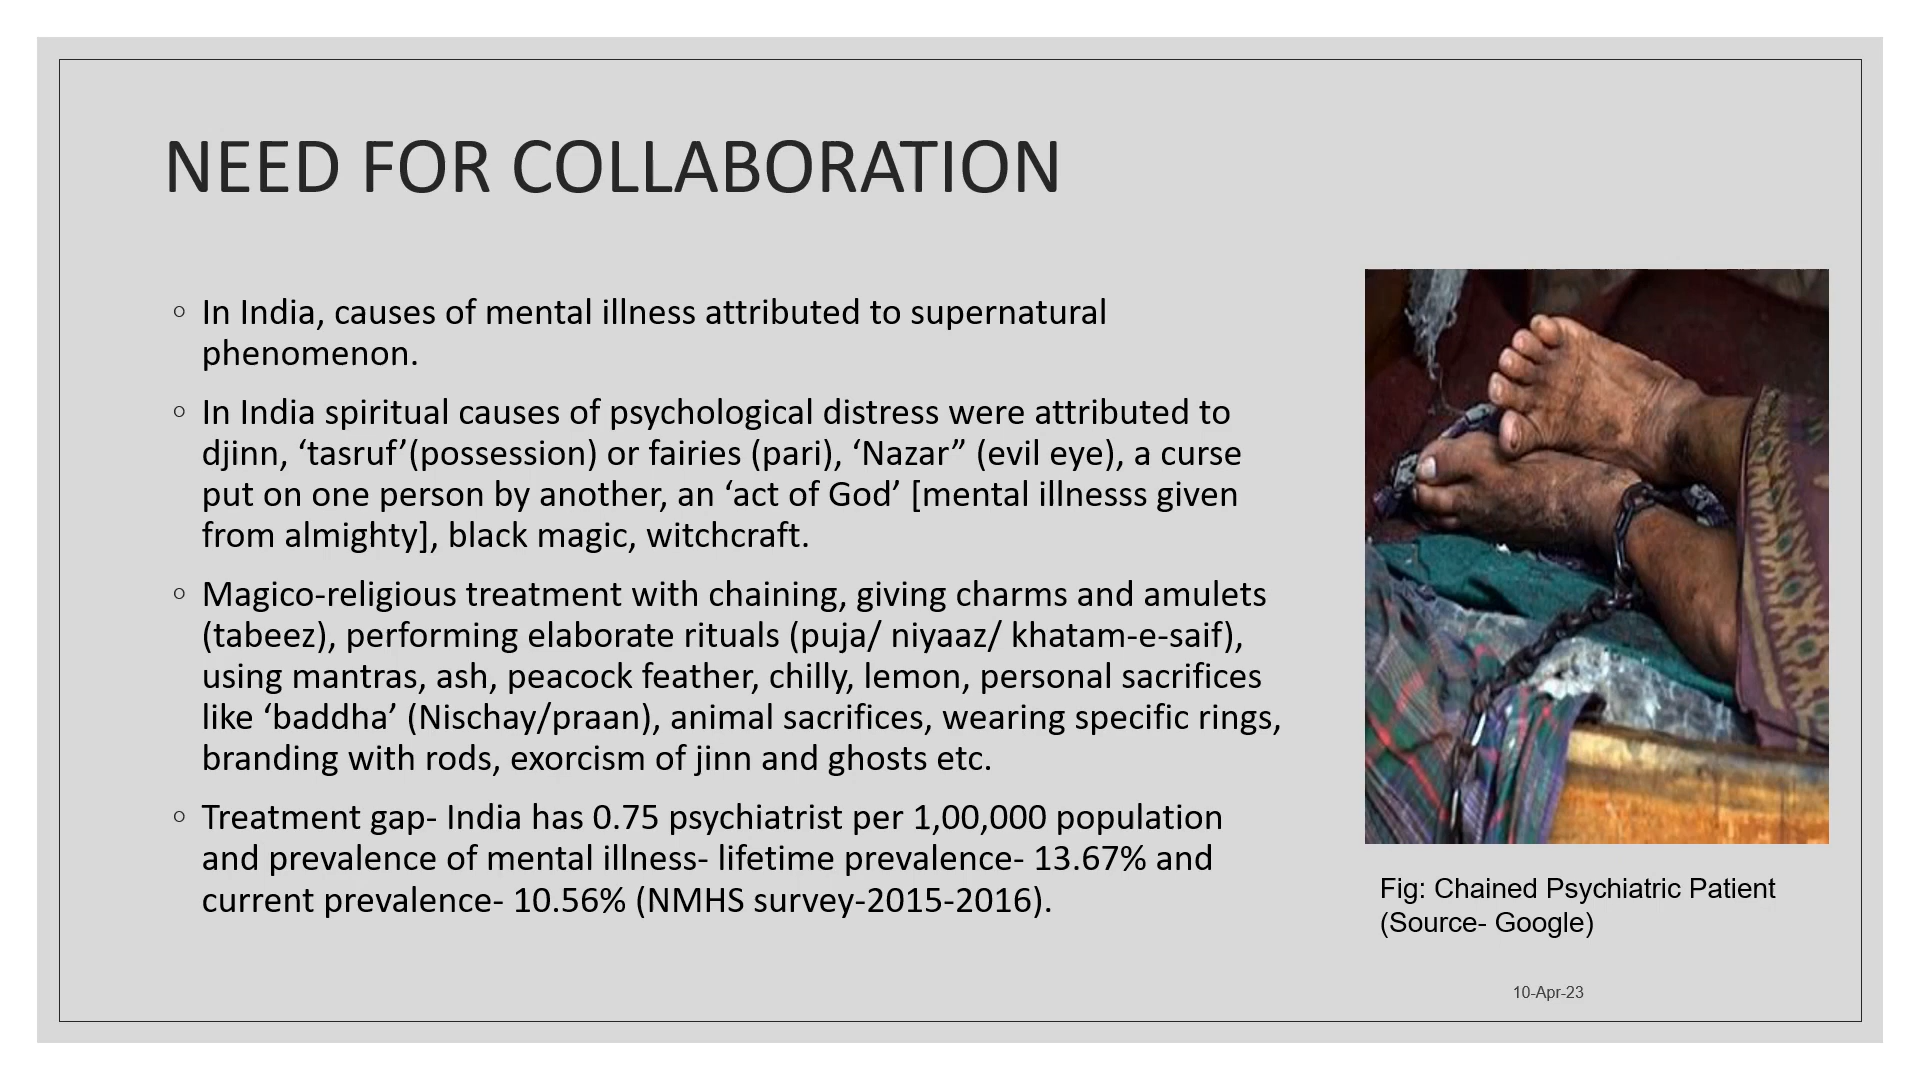 NEED FOR COLLABORATION
◦ In India, causes of mental illness attributed to supernatural
phenomenon.
◦ In India spiritual causes of psychological distress were attributed to
djinn, ‘tasruf’(possession) or fairies (pari), ‘Nazar” (evil eye), a curse
put on one person by another, an ‘act of God’ [mental illnesss given
from almighty], black magic, witchcraft.
◦ Magico-religious treatment with chaining, giving charms and amulets
(tabeez), performing elaborate rituals (puja/ niyaaz/ khatam-e-saif),
using mantras, ash, peacock feather, chilly, lemon, personal sacrifices
like ‘baddha’ (Nischay/praan), animal sacrifices, wearing specific rings,
branding with rods, exorcism of jinn and ghosts etc.
◦ Treatment gap- India has 0.75 psychiatrist per 1,00,000 population
and prevalence of mental illness- lifetime prevalence- 13.67% and
current prevalence- 10.56% (NMHS survey-2015-2016).
Fig: Chained Psychiatric Patient
(Source- Google)
10-Apr-23